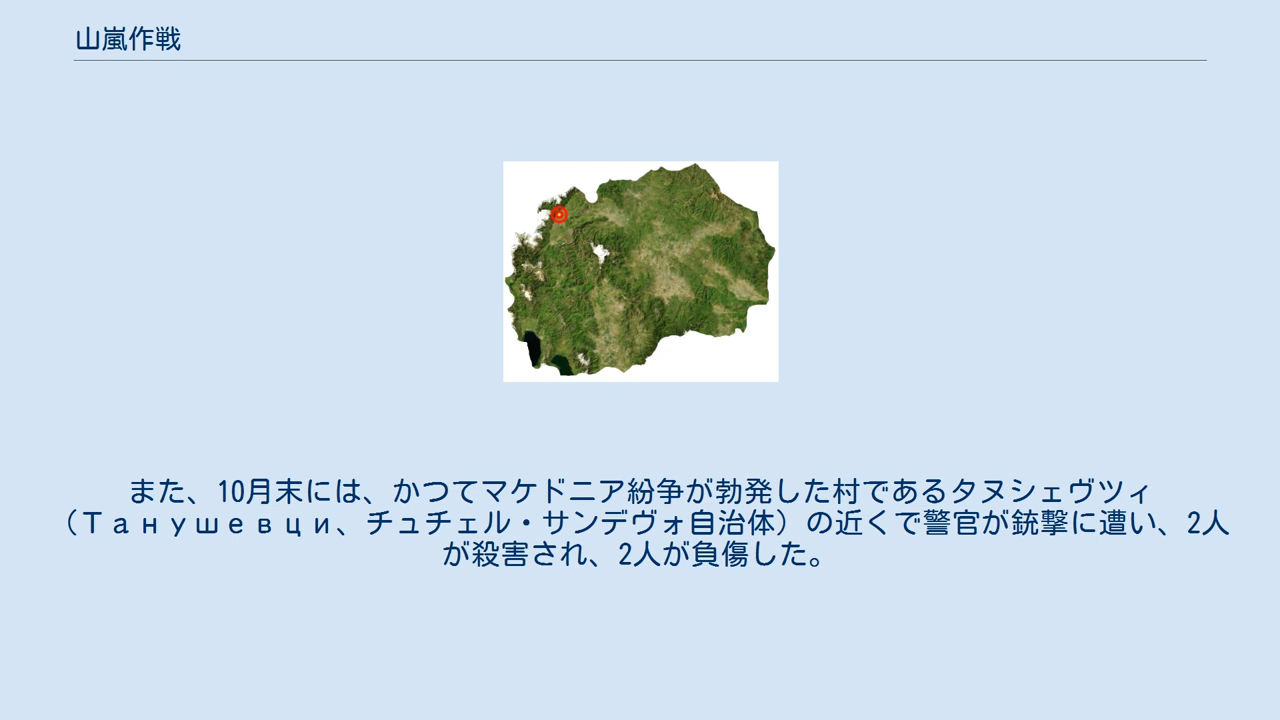 山嵐作戦
また、10月末には、かつてマケドニア紛争が勃発した村であるタヌシェヴツィ
（Танушевци、チュチェル・サンデヴォ自治体）の近くで警官が銃撃に遭い、2人
が殺害され、2人が負傷した。